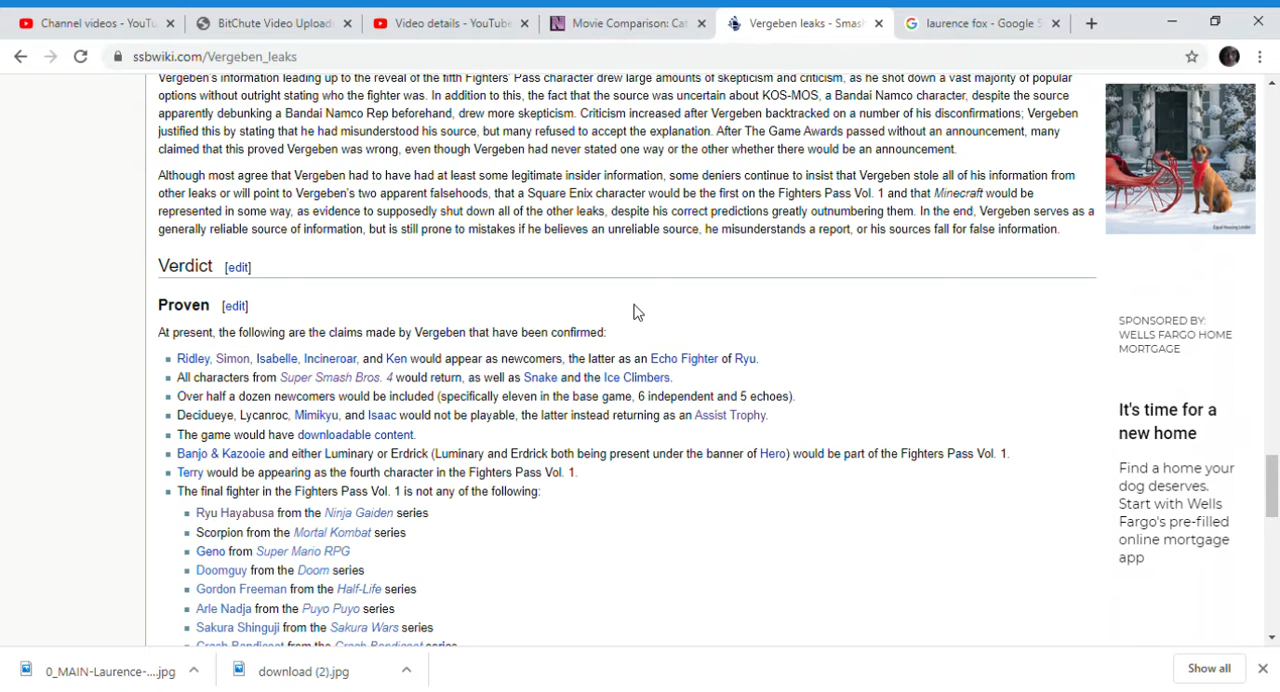 Channel videos - YouTu
BitChute Video Upload
Video details - YouTube
Movie Comparison: Cat
Vergeben leaks - Smash
laurence fox - Google S
ssbwiki.com/Vergeben_leaks
Vergeben's information leading up to the reveal of the fifth Fighters' Pass character drew large amounts of skepticism and criticism, as he shot down a vast majority of popular
options without outright stating who the fighter was. In addition to this, the fact that the source was uncertain about KOS-MOS, a Bandai Namco character, despite the source
apparently debunking a Bandai Namco Rep beforehand, drew more skepticism. Criticism increased after Vergeben backtracked on a number of his disconfirmations; Vergeben
justified this by stating that he had misunderstood his source, but many refused to accept the explanation. After The Game Awards passed without an announcement, many
claimed that this proved Vergeben was wrong, even though Vergeben had never stated one way or the other whether there would be an announcement.
Although most agree that Vergeben had to have had at least some legitimate insider information, some deniers continue to insist that Vergeben stole all of his information from
other leaks or will point to Vergeben's two apparent falsehoods, that a Square Enix character would be the first on the Fighters Pass Vol. 1 and that Minecraft would be
represented in some way, as evidence to supposedly shut down all of the other leaks, despite his correct predictions greatly outnumbering them. In the end, Vergeben serves as a
generally reliable source of information, but is still prone to mistakes if he believes an unreliable source, he misunderstands a report, or his sources fall for false information.
Verdict [edit]
Proven [edit]
At present, the following are the claims made by Vergeben that have been confirmed:
Ridley, Simon, Isabelle, Incineroar, and Ken would appear as newcomers, the latter as an Echo Fighter of Ryu.
All characters from Super Smash Bros. 4 would return, as well as Snake and the Ice Climbers.
Over half a dozen newcomers would be included (specifically eleven in the base game, 6 independent and 5 echoes).
Decidueye, Lycanroc, Mimikyu, and Isaac would not be playable, the latter instead returning as an Assist Trophy.
The game would have downloadable content.
Banjo & Kazooie and either Luminary or Erdrick (Luminary and Erdrick both being present under the banner of Hero) would be part of the Fighters Pass Vol. 1.
Terry would be appearing as the fourth character in the Fighters Pass Vol. 1.
The final fighter in the Fighters Pass Vol. 1 is not any of the following:
Ryu Hayabusa from the Ninja Gaiden series
Scorpion from the Mortal Kombat series
Geno from Super Mario RPG
Doomguy from the Doom series
Gordon Freeman from the Half-Life series
Arle Nadja from the Puyo Puyo series
Sakura Shinguji from the Sakura Wars series
Crash Bandicoot from the Crash Bandicoot series
Equal Housing Lender
SPONSORED BY:
WELLS FARGO HOME
MORTGAGE
It's time for a
new home
Find a home your
dog deserves.
Start with Wells
Fargo's pre-filled
online mortgage
app
0_MAIN-Laurence-....jpg
download (2).jpg
Show all